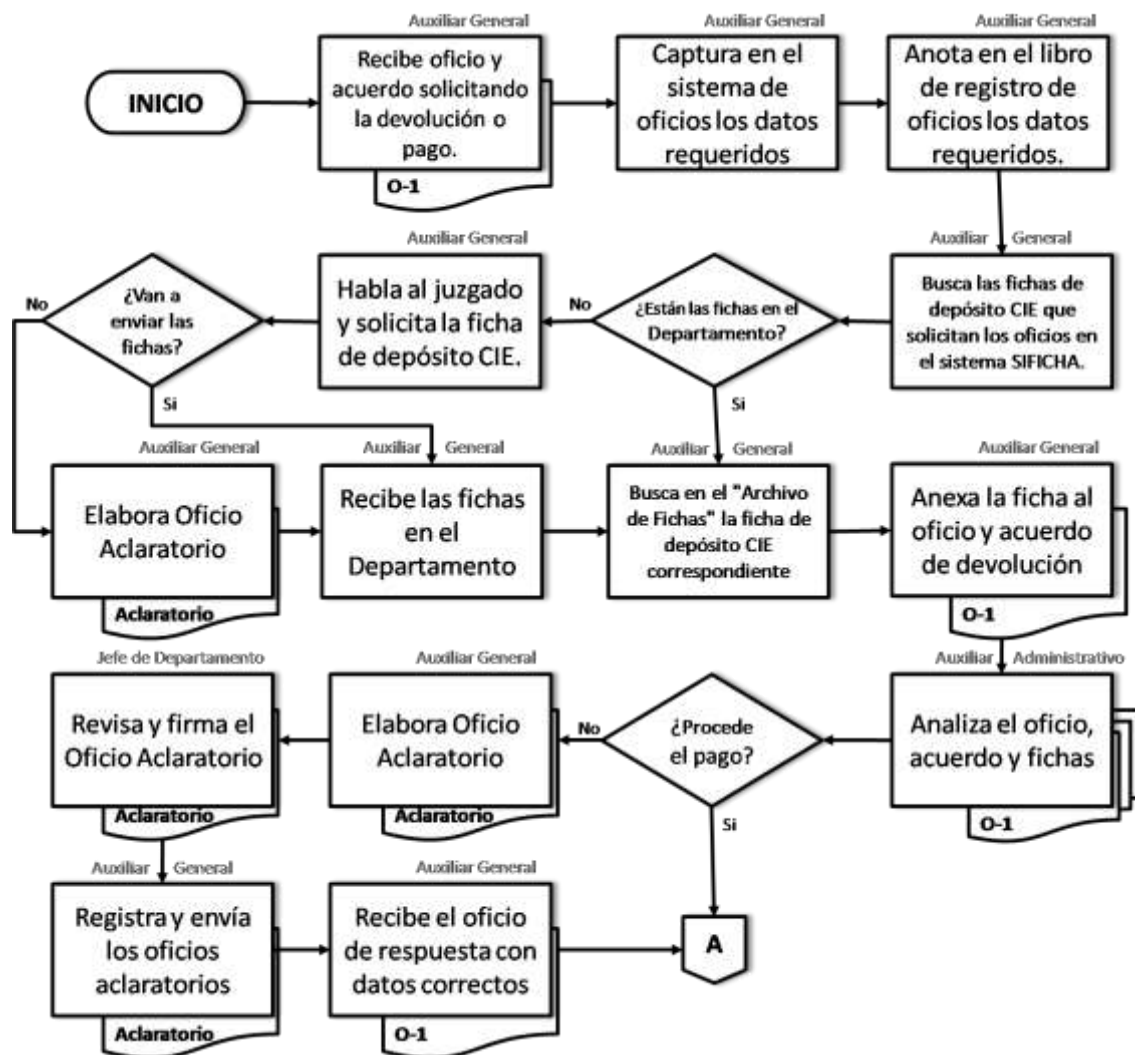 Auxiliar General
Auxiliar General
Auxiliar General
INICIO
Recibe oficio y
acuerdo solicitando
la devolución o
pago.
O-1
Captura en el
sistema de
oficios los datos
requeridos
Anota en el libro
de registro de
oficios los datos
requeridos.
Auxiliar General
Auxiliar General
No
¿Van a
enviar las
fichas?
Si
Habla al juzgado
y solicita la ficha
de depósito CIE.
No
¿Están las fichas en el
Departamento?
Si
Busca las fichas de
depósito CIE que
solicitan los oficios en
el sistema SIFICHA.
Auxiliar General
Auxiliar General
Auxiliar General
Auxiliar General
Elabora Oficio
Aclaratorio
Aclaratorio
Recibe las fichas
en el
Departamento
Busca en el "Archivo
de Fichas" la ficha de
depósito CIE
correspondiente
Anexa la ficha al
oficio y acuerdo
de devolución
O-1
Jefe de Departamento
Auxiliar General
Auxiliar Administrativo
Revisa y firma el
Oficio Aclaratorio
Aclaratorio
Elabora Oficio
Aclaratorio
Aclaratorio
No
¿Procede
el pago?
Si
Analiza el oficio,
acuerdo y fichas
O-1
Auxiliar General
Auxiliar General
Registra y envía
los oficios
aclaratorios
Aclaratorio
Recibe el oficio
de respuesta con
datos correctos
O-1
A